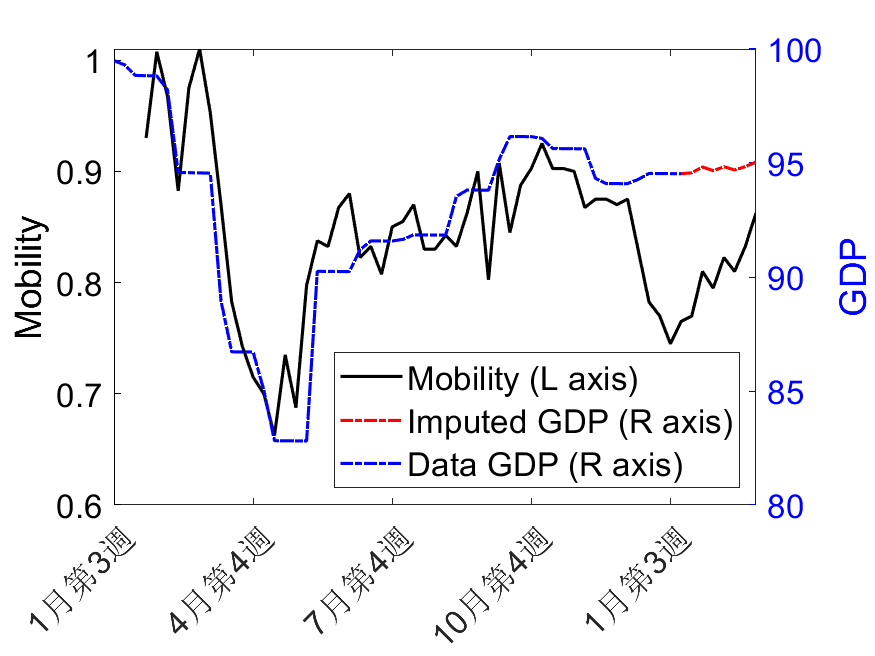 1
0.9
0.8
0.7
0.6
Mobility
100
95
90
85
80
GDP
Mobility (L axis)
Imputed GDP (R axis)
Data GDP (R axis)
1月第3週
4月第4週
7月第4週
10月第4週
1月第3週